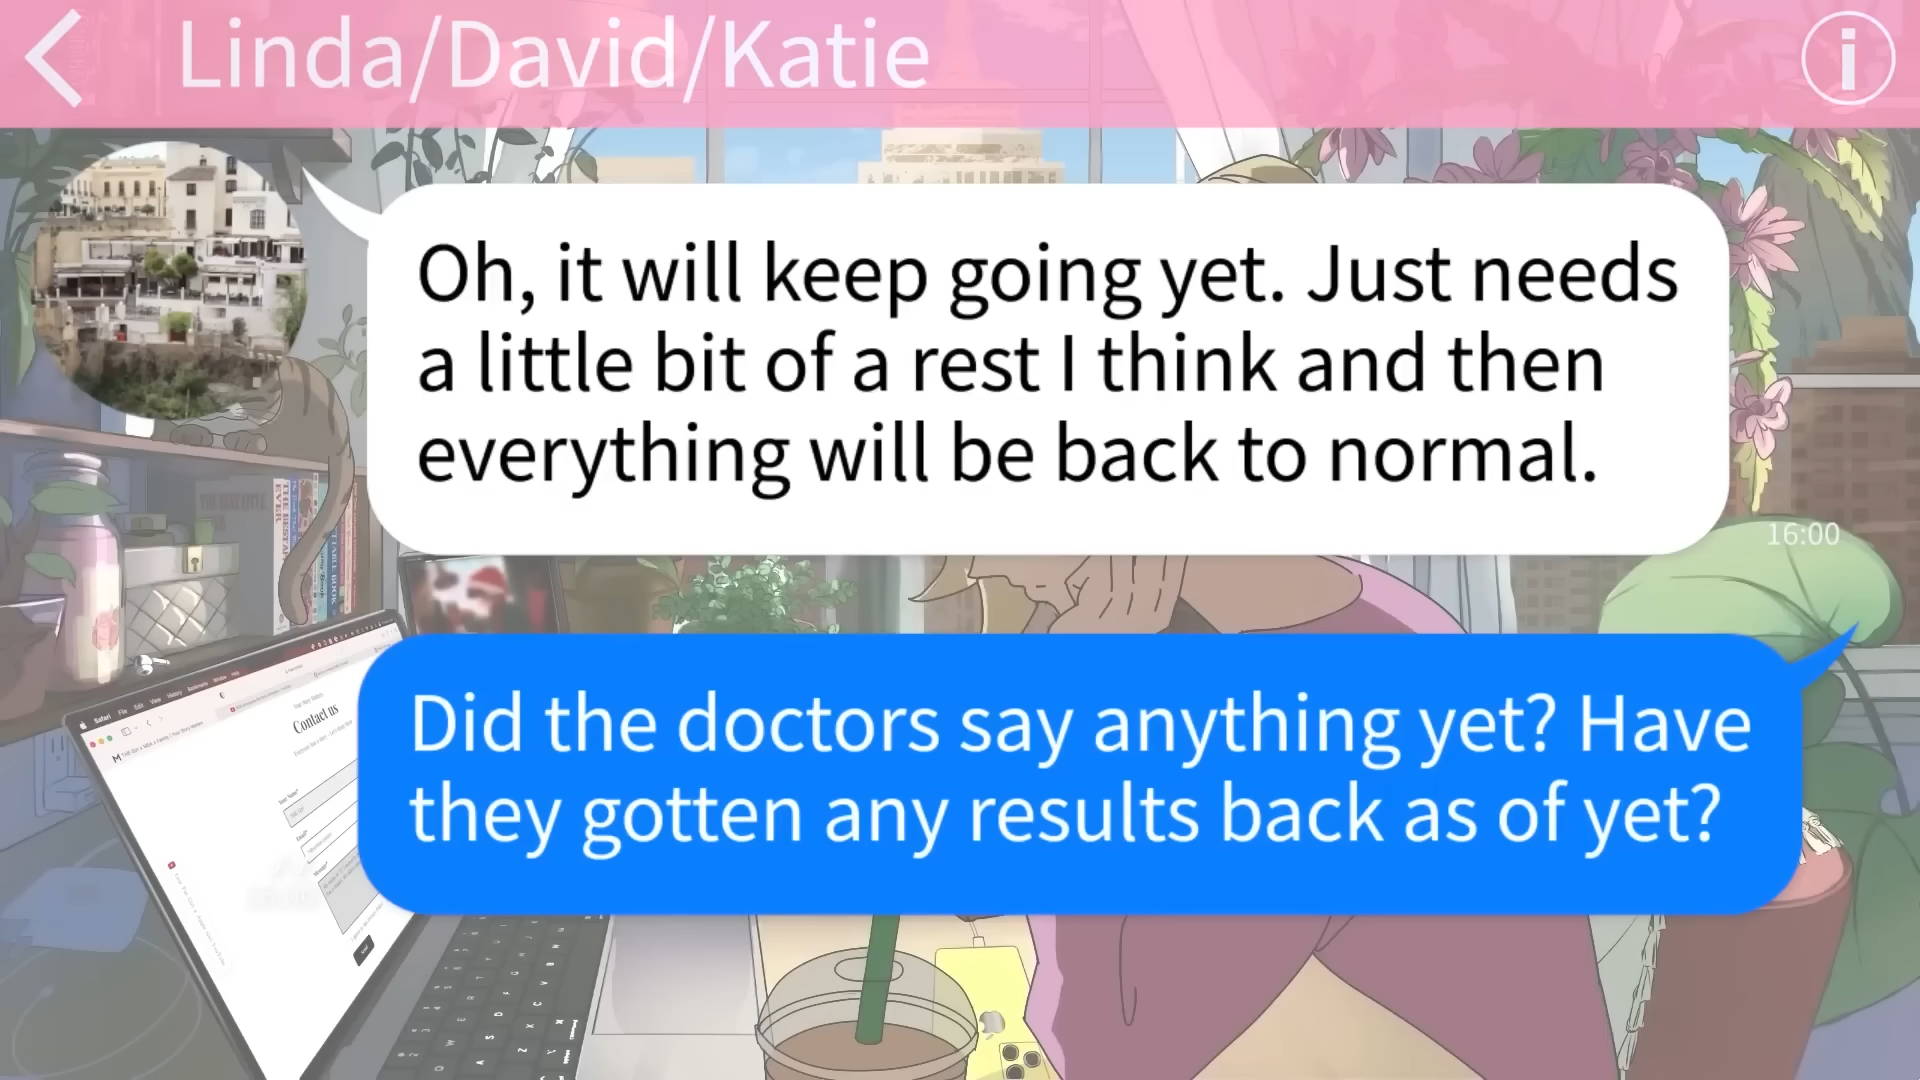 Linda/David/Katie
Oh, it will keep going yet. Just needs
a little bit of a rest I think and then
everything will be back to normal.
16:00
Did the doctors say anything yet? Have
they gotten any results back as of yet?
Contact us